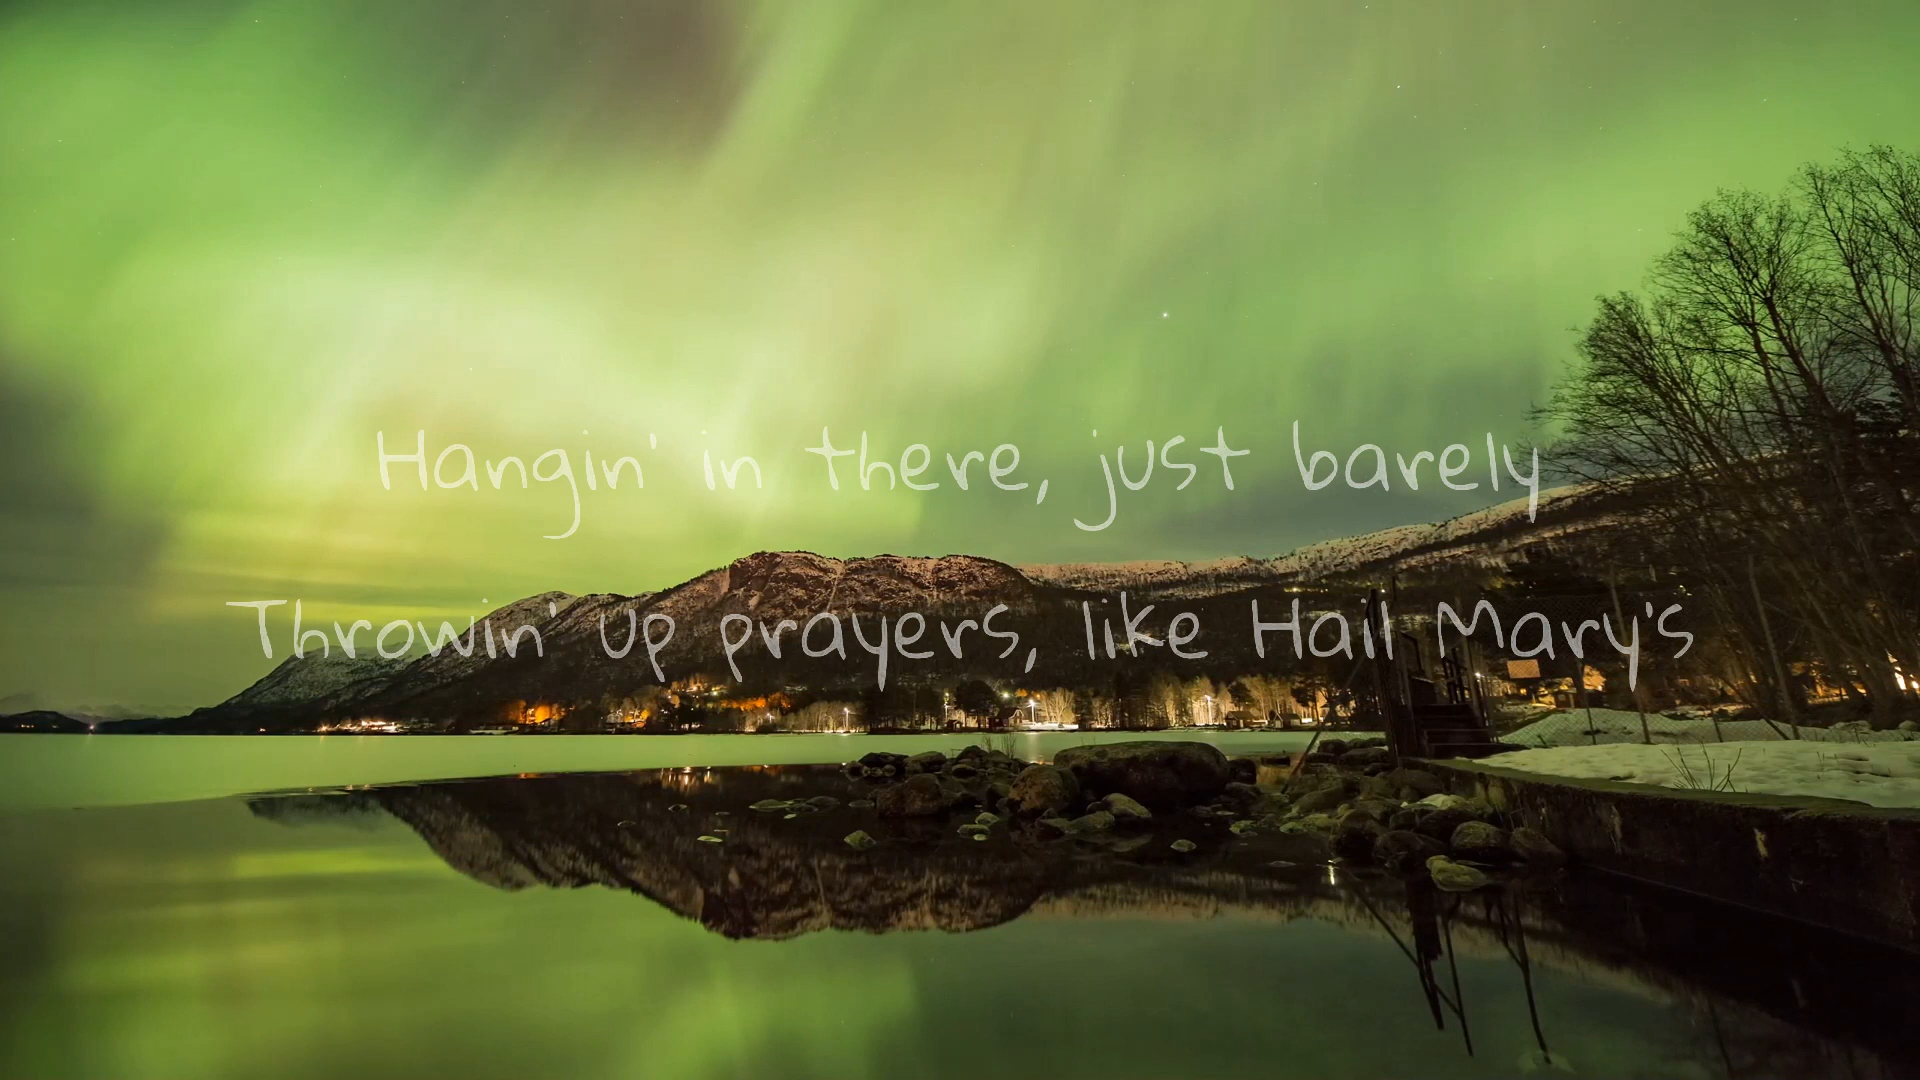 Hangin' in there, just barely
Throwin' up prayers, like Hail Mary's